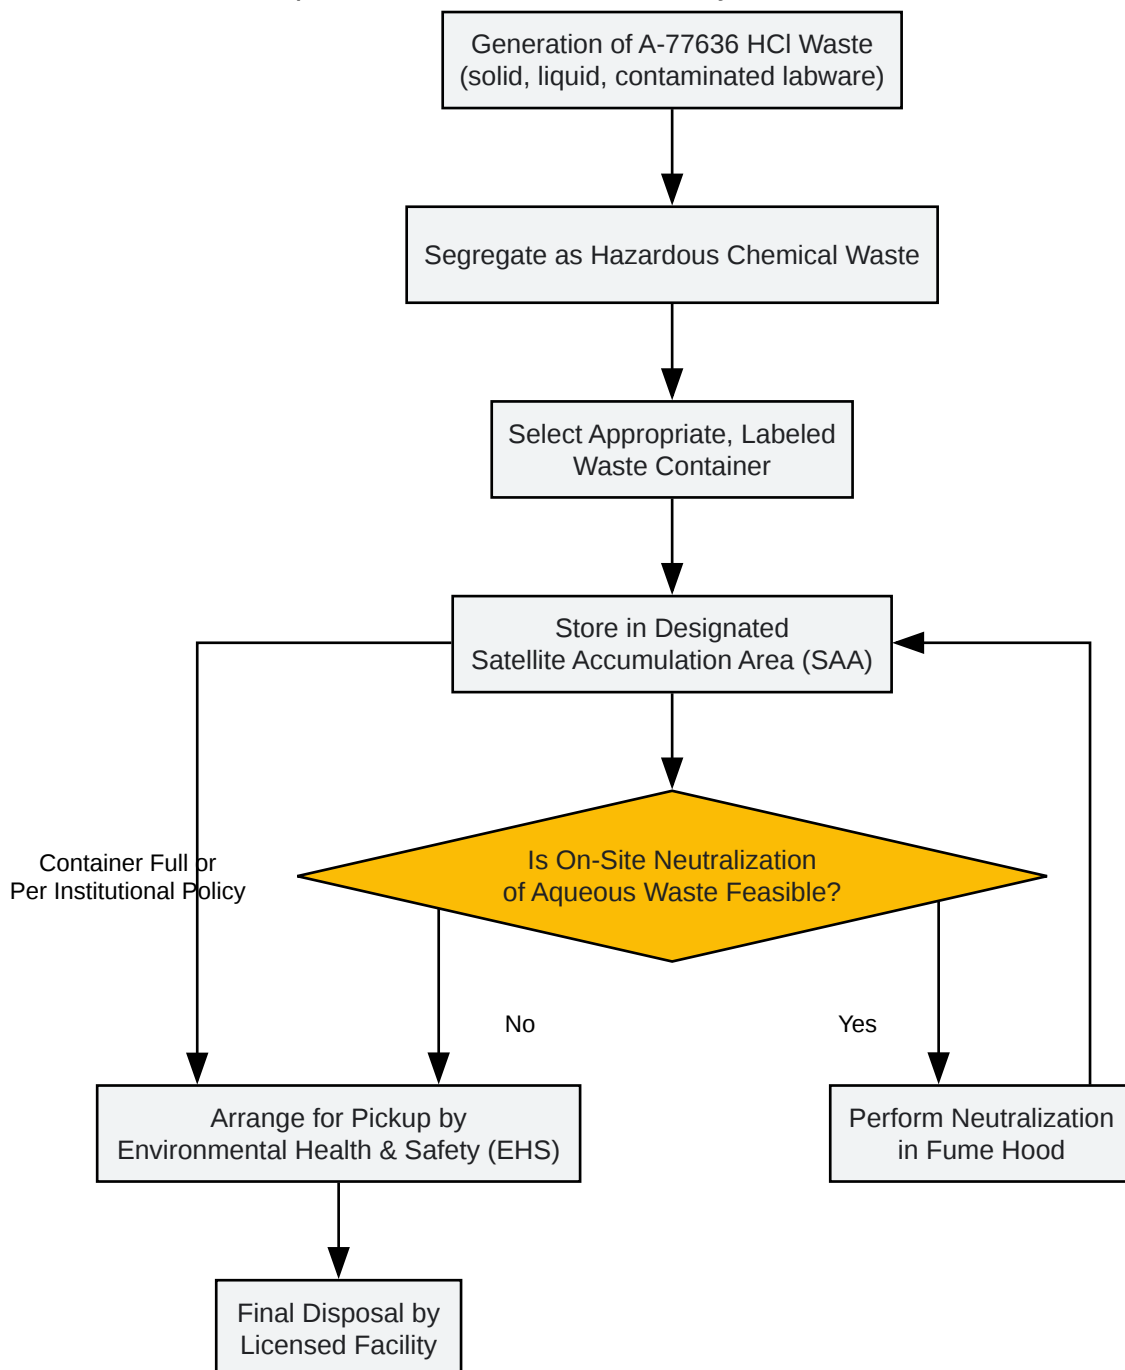 Generation of A-77636 HCl Waste
(solid, liquid, contaminated labware)
Segregate as Hazardous Chemical Waste
Select Appropriate, Labeled
Waste Container
Store in Designated
Satellite Accumulation Area (SAA)
Container Full or
Per Institutional Policy
Is On-Site Neutralization
of Aqueous Waste Feasible?
No
Yes
Arrange for Pickup by
Environmental Health & Safety (EHS)
Perform Neutralization
in Fume Hood
Final Disposal by
Licensed Facility